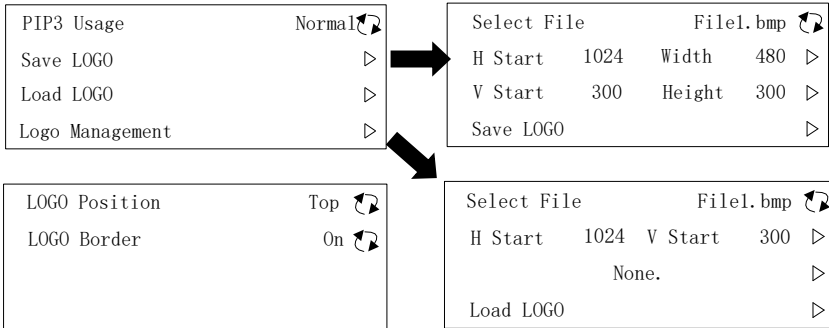 PIP3 Usage Normal
Save LOGO
Load LOGO
Logo Management
Select File File1.bmp
H Start 1024 Width 480
V Start 300 Height 300
Save LOGO
LOGO Position Top
LOGO Border On
Select File File1.bmp
H Start 1024 V Start 300
None.
Load LOGO